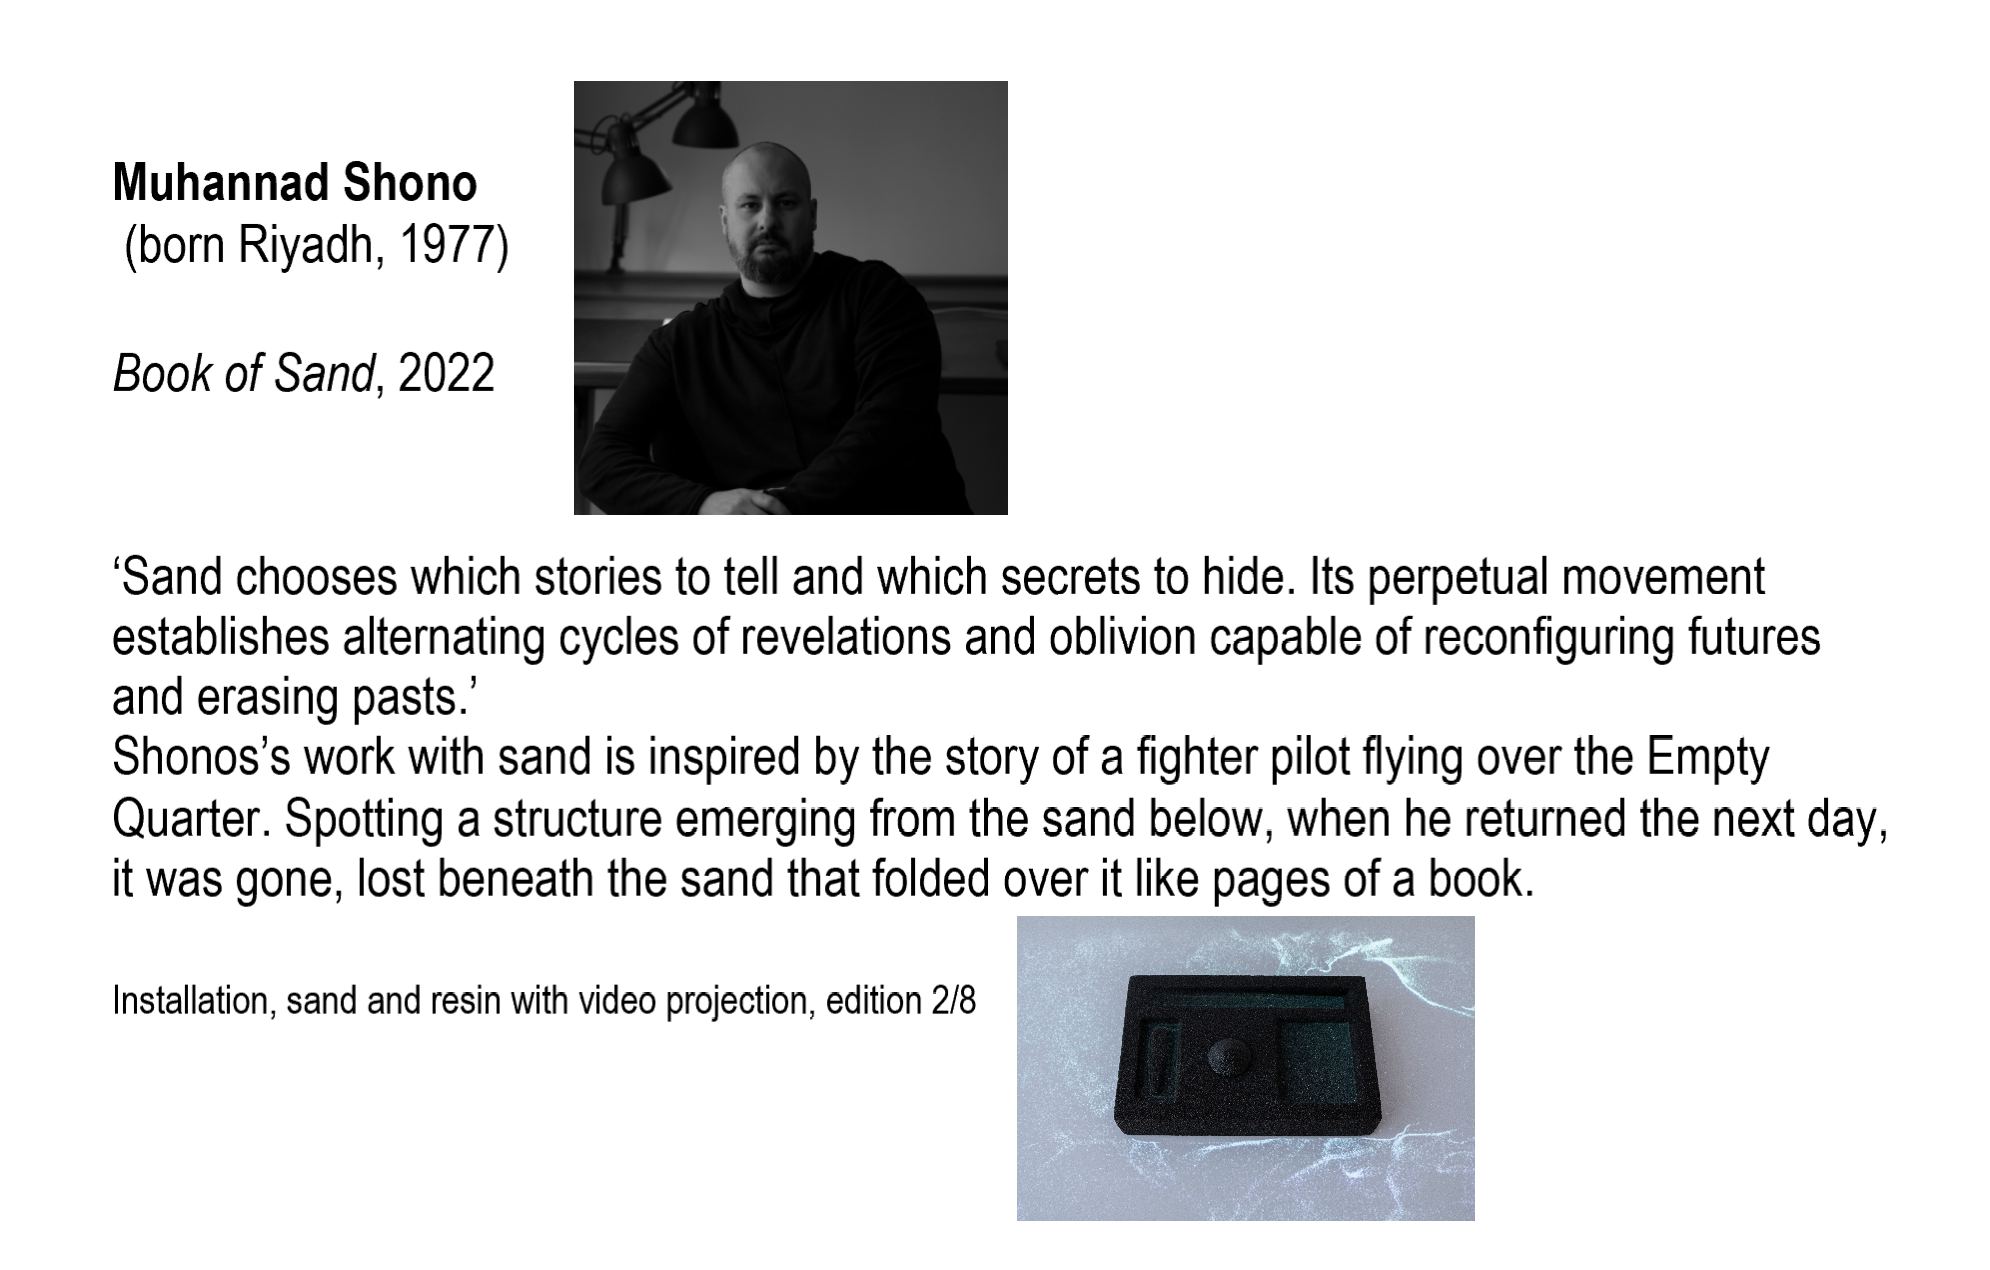 Muhannad Shono
(born Riyadh, 1977)
Book of Sand, 2022
‘Sand chooses which stories to tell and which secrets to hide. Its perpetual movement
establishes alternating cycles of revelations and oblivion capable of reconfiguring futures
and erasing pasts.’
Shonos’s work with sand is inspired by the story of a fighter pilot flying over the Empty
Quarter. Spotting a structure emerging from the sand below, when he returned the next day,
it was gone, lost beneath the sand that folded over it like pages of a book.
Installation, sand and resin with video projection, edition 2/8